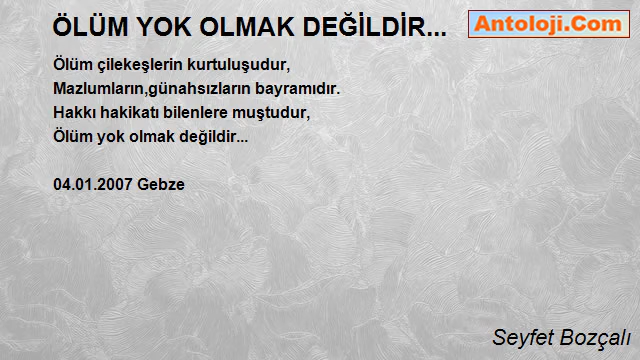 ÖLÜM YOK OLMAK DEĞİLDİR...
Antoloji.Com
Ölüm çilekeşlerin kurtuluşudur,
Mazlumların,günahsızların bayramıdır.
Hakkı hakikatı bilenlere muştudur,
Ölüm yok olmak değildir...
04.01.2007 Gebze
Seyfet Bozçalı